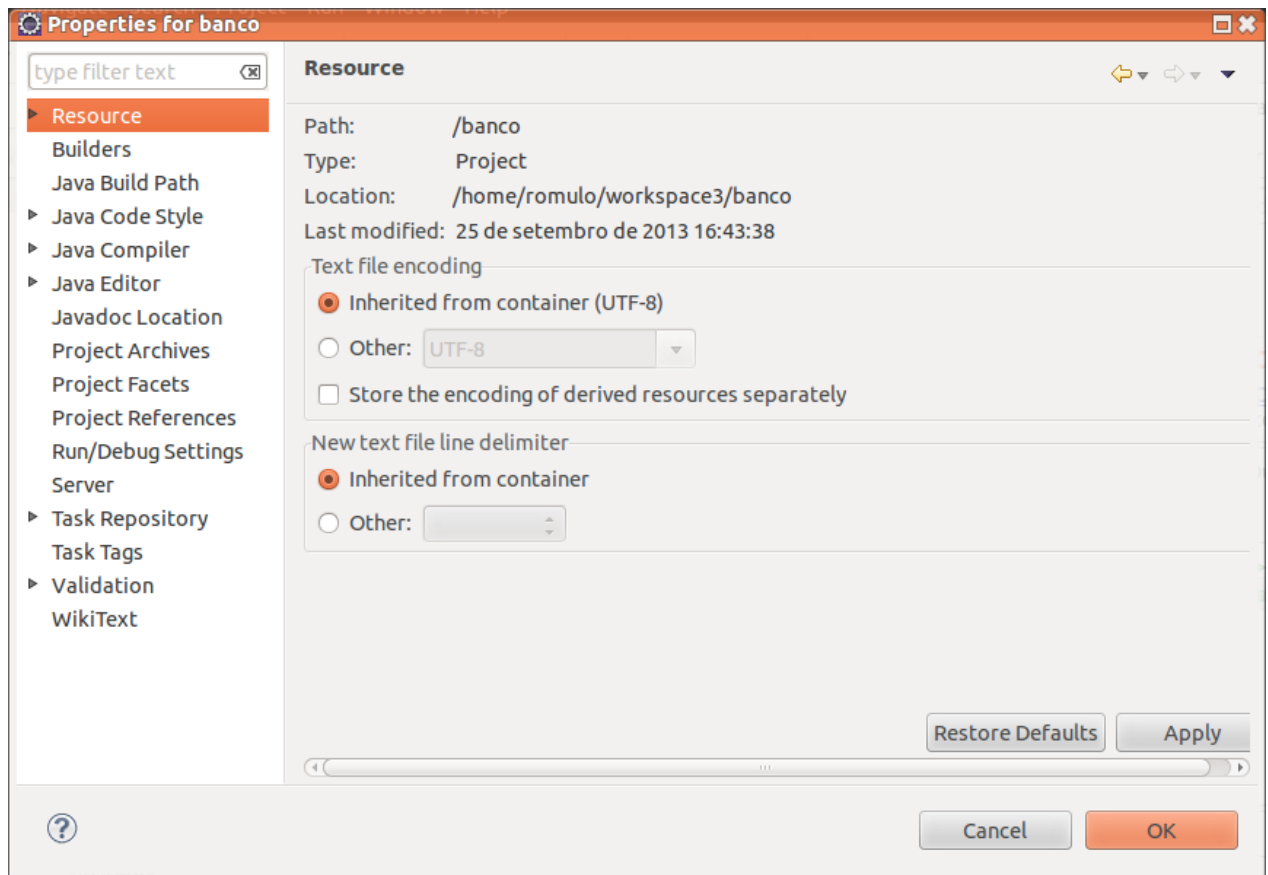 Properties for banco
type filter text
Resource
Builders
Java Build Path
Java Code Style
Java Compiler
Java Editor
Javadoc Location
Project Archives
Project Facets
Project References
Run/Debug Settings
Server
Task Repository
Task Tags
Validation
WikiText
Resource
Path: /banco
Type: Project
Location: /home/romulo/workspace3/banco
Last modified: 25 de setembro de 2013 16:43:38
Text file encoding
Inherited from container (UTF-8)
Other: UTF-8
Store the encoding of derived resources separately
New text file line delimiter
Inherited from container
Other:
Restore Defaults Apply
Cancel OK